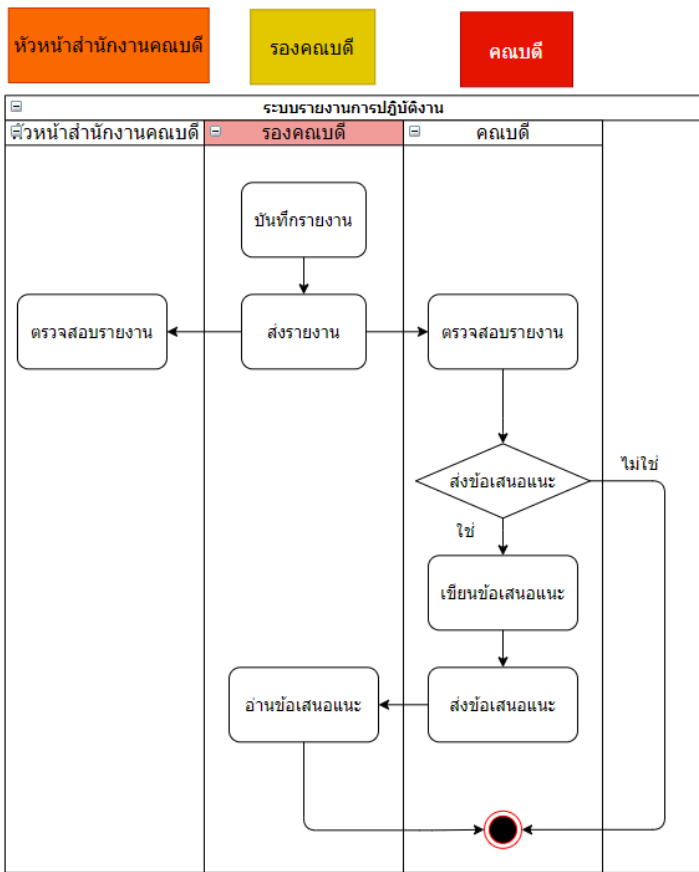 หัวหน้าสำนักงานคณบดี
รองคณบดี
คณบดี
ระบบรายงานการปฏิบัติงาน
หัวหน้าสำนักงานคณบดี
รองคณบดี
คณบดี
บันทึกรายงาน
ตรวจสอบรายงาน
ส่งรายงาน
ตรวจสอบรายงาน
ส่งข้อเสนอแนะ
ไม่ใช่
ใช่
เขียนข้อเสนอแนะ
อ่านข้อเสนอแนะ
ส่งข้อเสนอแนะ